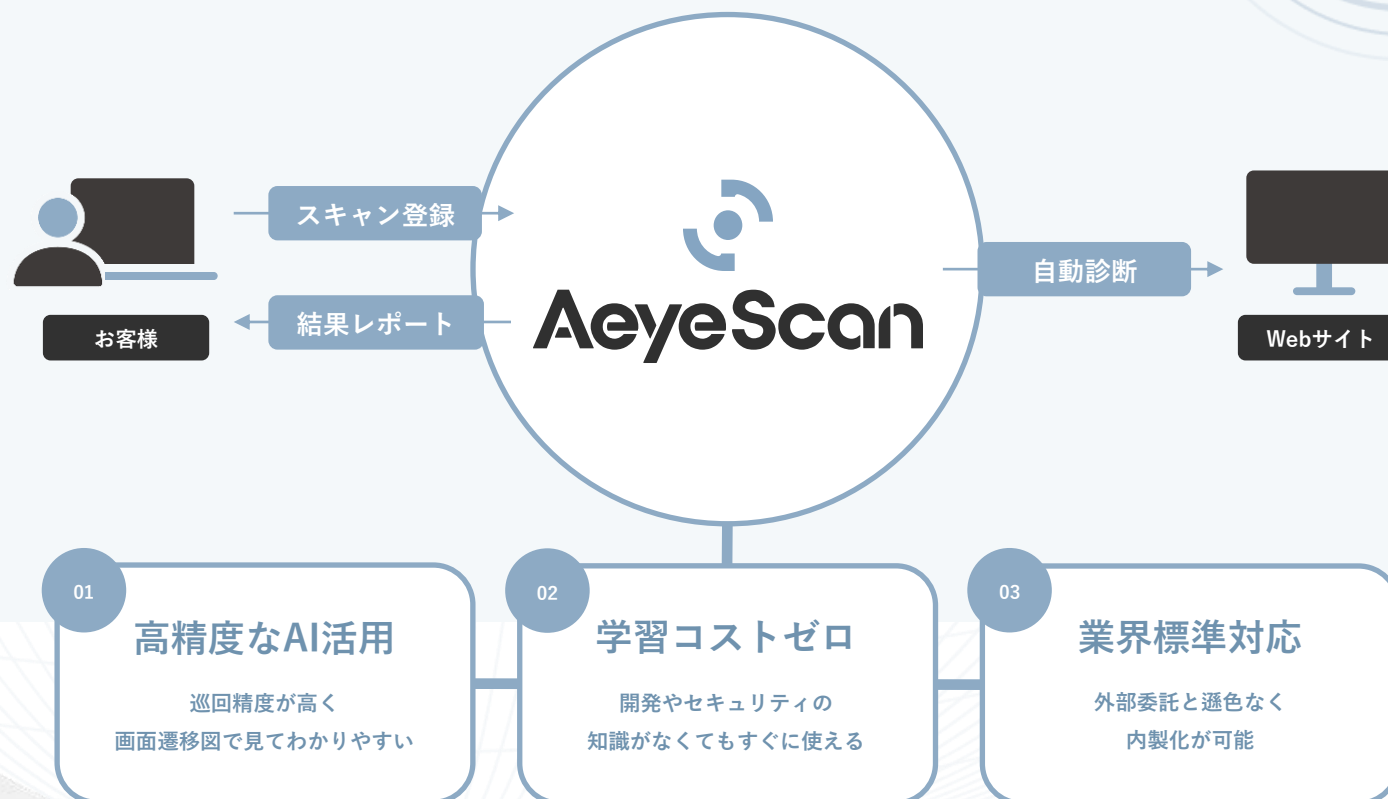 スキャン登録
結果レポート
お客様
AeyeScan
自動診断
Webサイト
01
高精度なAI活用
巡回精度が高く
画面遷移図で見てわかりやすい
02
学習コストゼロ
開発やセキュリティの
知識がなくてもすぐに使える
03
業界標準対応
外部委託と遜色なく
内製化が可能